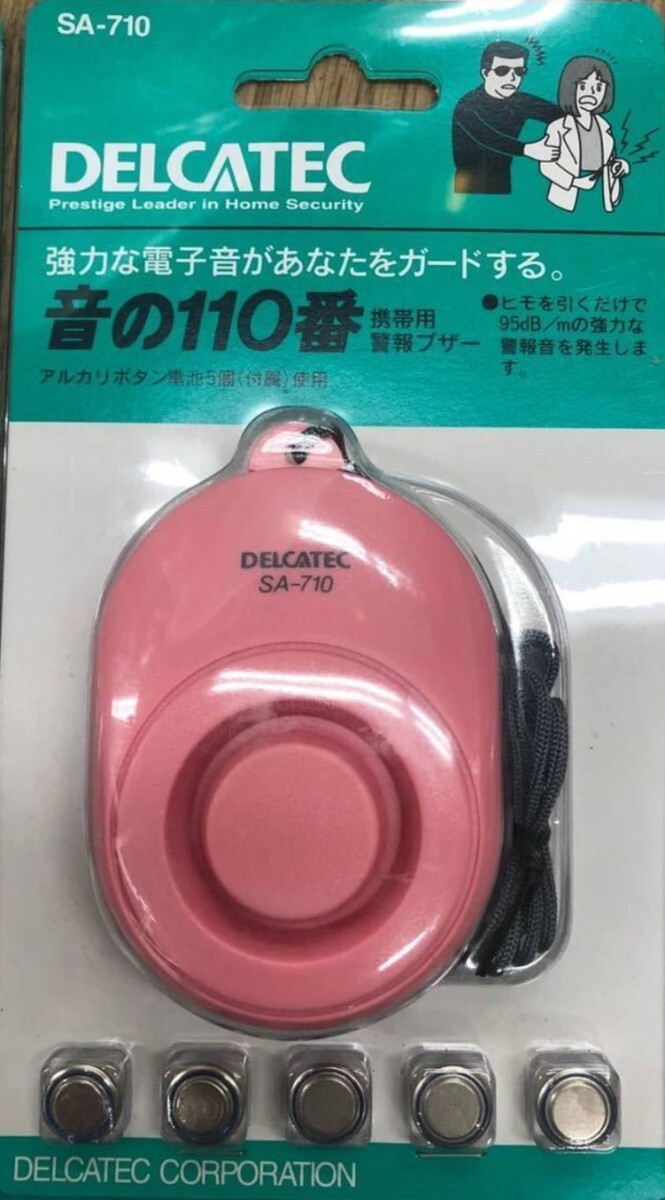 SA-710
DELCATEC
Prestige Leader in Home Security
強力な電子音があなたをガードする。
音の110番
携帯用
警報ブザー
●ヒモを引くだけで
95dB/mの強力な
警報音を発生しま
す。
アルカリボタン電池5個(付属)使用
DELCATEC
SA-710
DELCATEC CORPORATION